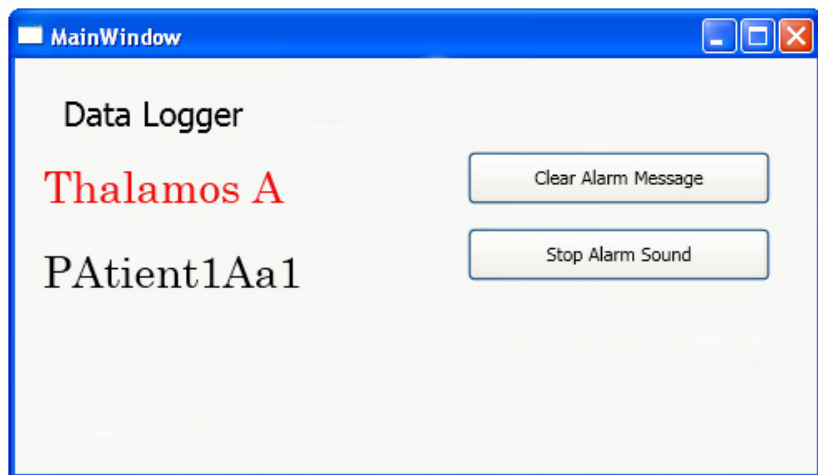 MainWindow
Data Logger
Thalamos A
PAtient1Aa1
Clear Alarm Message
Stop Alarm Sound